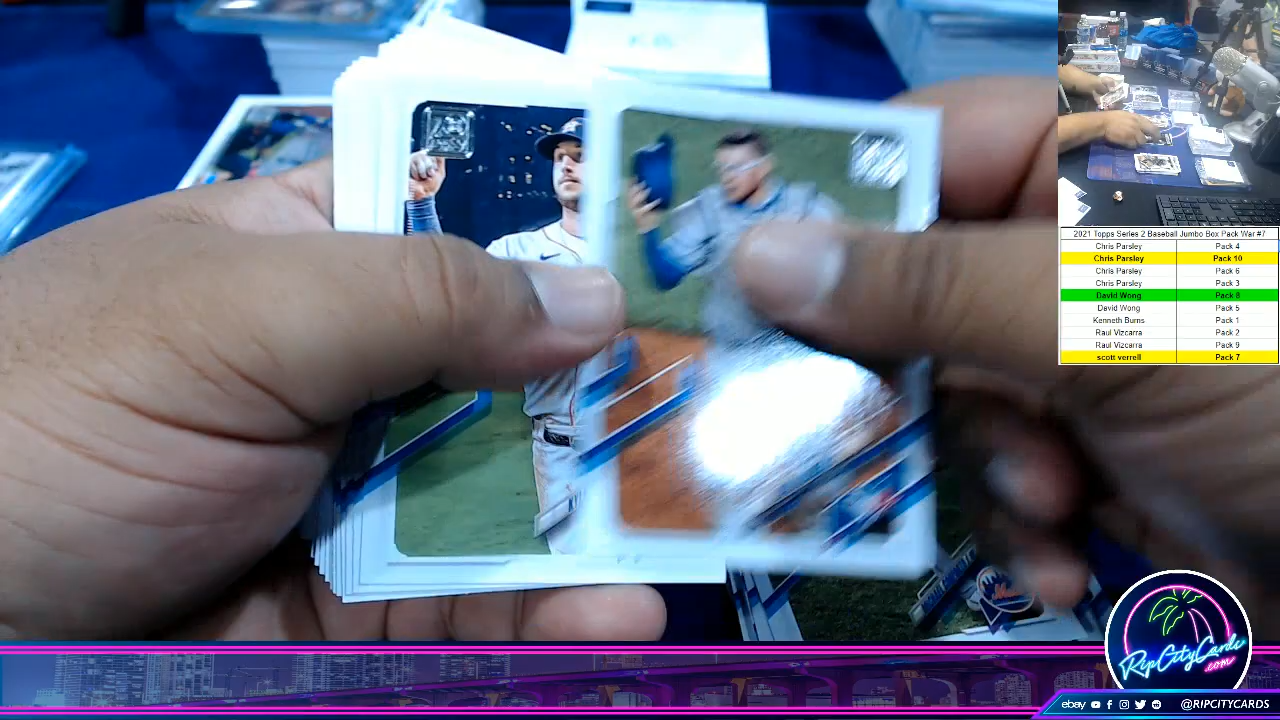 2021 Topps Series 2 Baseball Jumbo Box Pack War #7
Chris Parsley Pack 4
Chris Parsley Pack 10
Chris Parsley Pack 6
Chris Parsley Pack 3
David Wong Pack 8
David Wong Pack 5
Kenneth Burns Pack 1
Raul Vizcarra Pack 2
Raul Vizcarra Pack 9
scott verrell Pack 7
Mets
RipCityCards
.com
ebay @RIPCITYCARDS